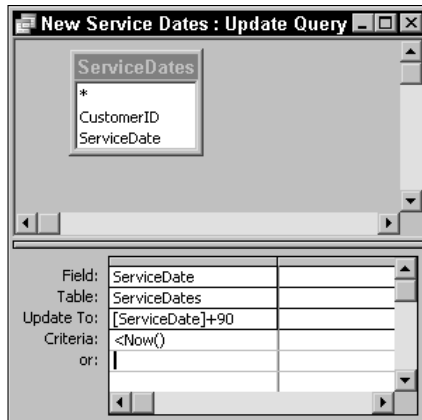 New Service Dates : Update Query
ServiceDates
*
CustomerID
ServiceDate
Field: ServiceDate
Table: ServiceDates
Update To: [ServiceDate]+90
Criteria: <Now()
or: